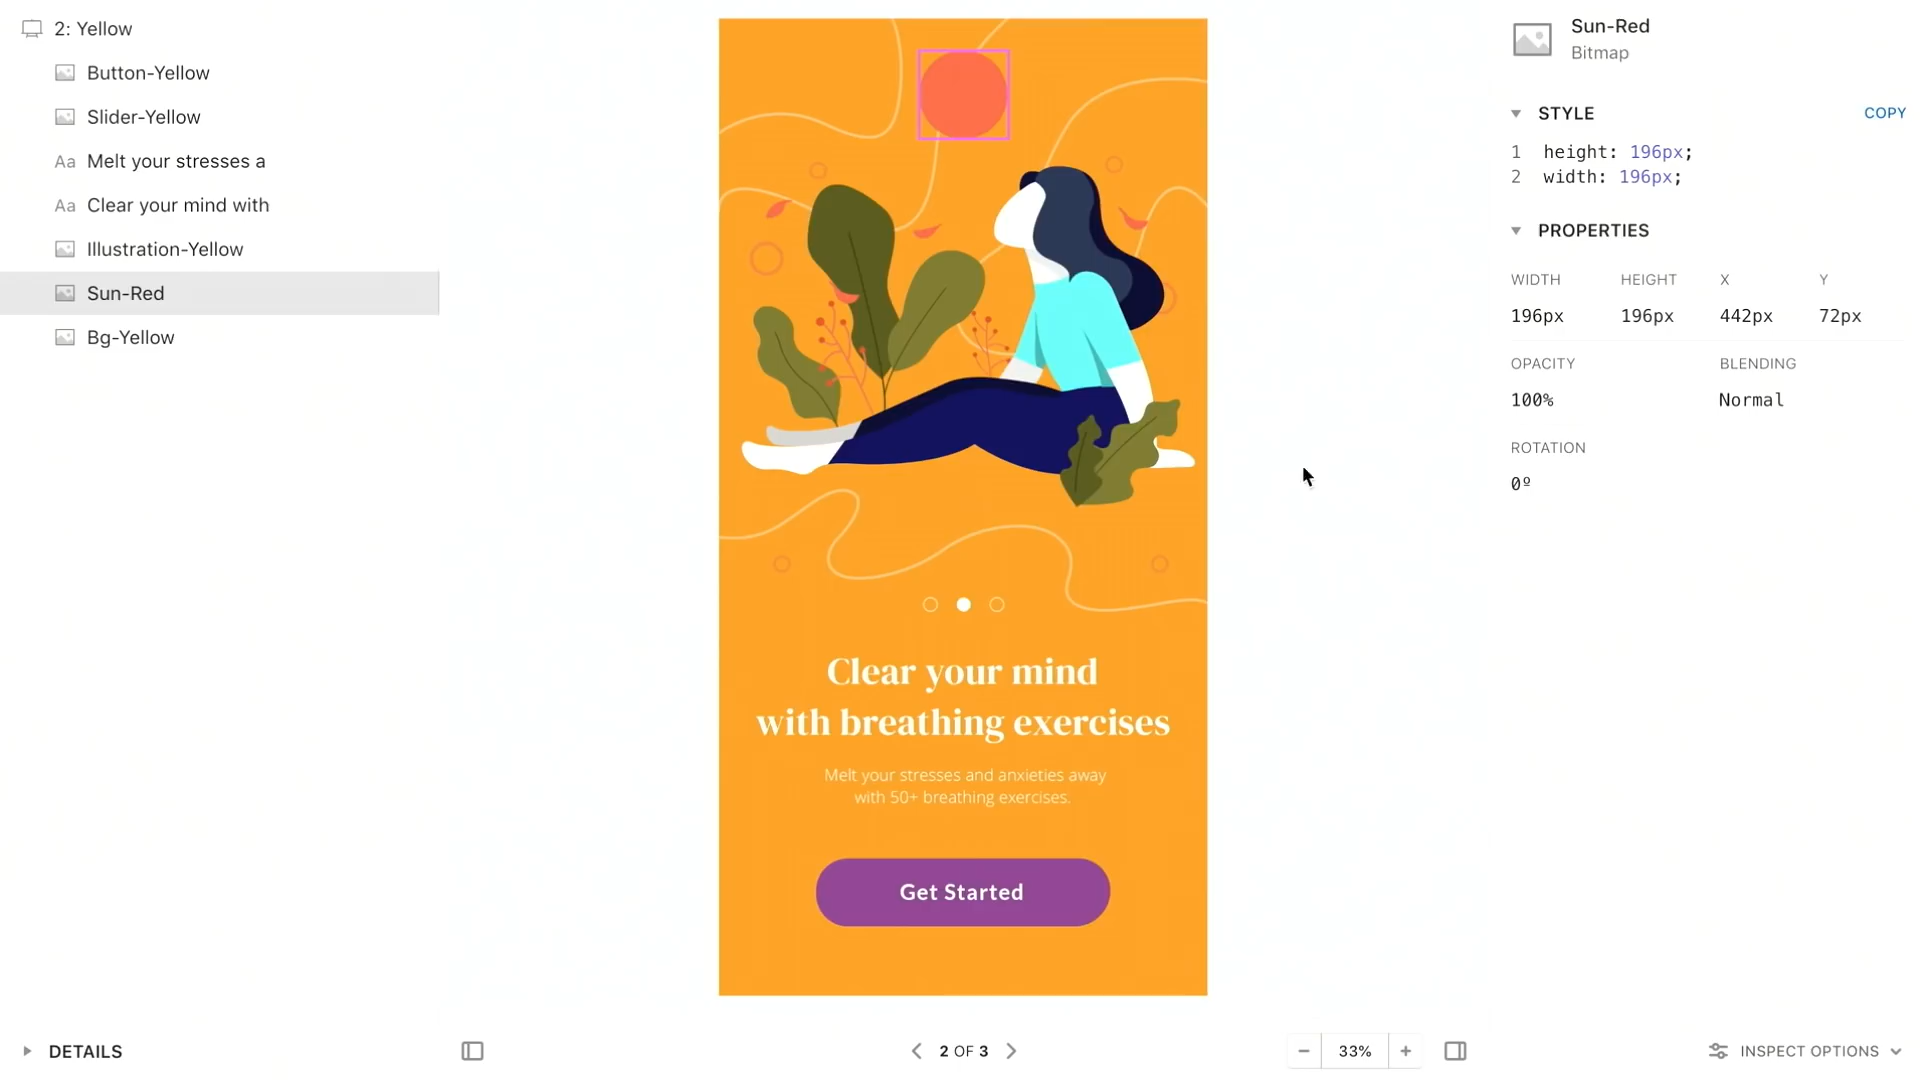 2: Yellow
Button-Yellow
Slider-Yellow
Aa Melt your stresses a
Aa Clear your mind with
Illustration-Yellow
Sun-Red
Bg-Yellow
DETAILS
Clear your mind
with breathing exercises
Melt your stresses and anxieties away
with 50+ breathing exercises.
Get Started
2 OF 3
33%
Sun-Red
Bitmap
STYLE COPY
1 height: 196px;
2 width: 196px;
PROPERTIES
WIDTH HEIGHT X Y
196px 196px 442px 72px
OPACITY BLENDING
100% Normal
ROTATION
0º
INSPECT OPTIONS